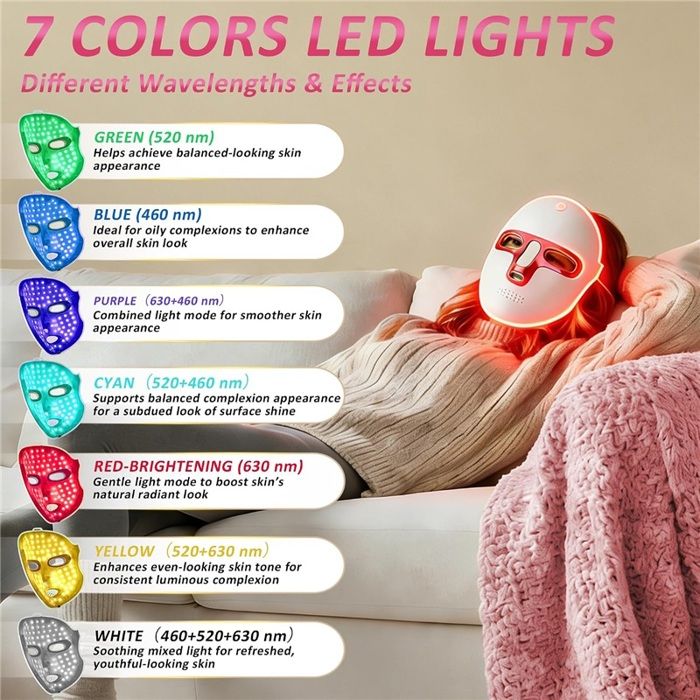 7 COLORS LED LIGHTS
Different Wavelengths & Effects
GREEN (520 nm)
Helps achieve balanced-looking skin
appearance
BLUE (460 nm)
Ideal for oily complexions to enhance
overall skin look
PURPLE（630+460 nm）
Combined light mode for smoother skin
appearance
CYAN（520+460 nm）
Supports balanced complexion appearance
for a subdued look of surface shine
RED-BRIGHTENING (630 nm)
Gentle light mode to boost skin's
natural radiant look
YELLOW（520+630 nm）
Enhances even-looking skin tone for
consistent luminous complexion
WHITE（460+520+630 nm）
Soothing mixed light for refreshed,
youthful-looking skin